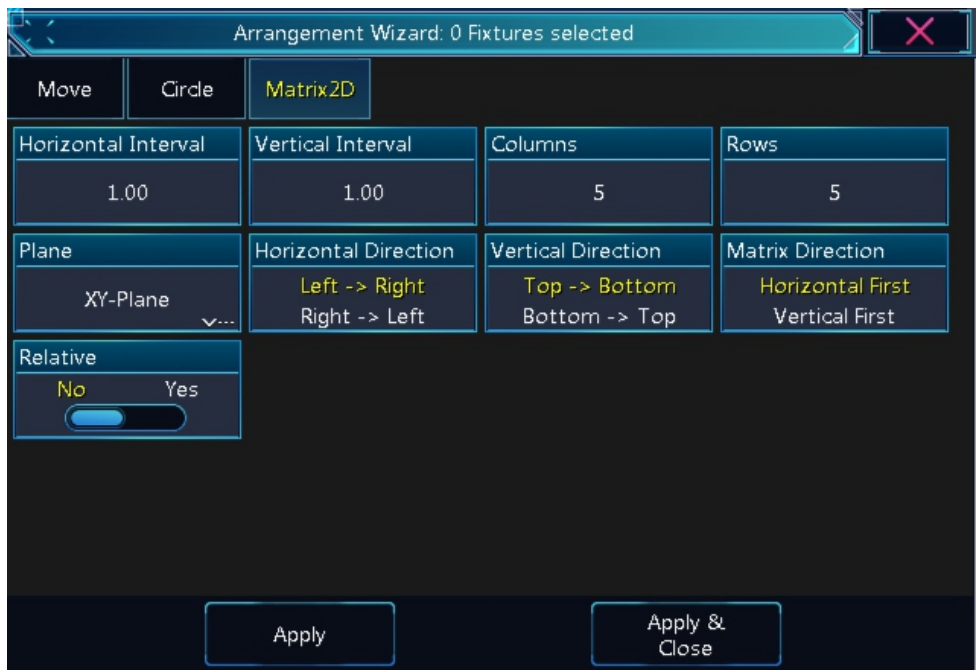 Arrangement Wizard: 0 Fixtures selected
Move Circle Matrix2D
Horizontal Interval Vertical Interval Columns Rows
1.00 1.00 5 5
Plane Horizontal Direction Vertical Direction Matrix Direction
XY-Plane
Left -> Right Top -> Bottom Horizontal First
Right -> Left Bottom -> Top Vertical First
Relative
No Yes
Apply Apply &
Close